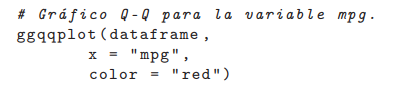 # Gráfico Q-Q para la variable mpg.
ggqqplot(dataframe,
x = "mpg",
color = "red")